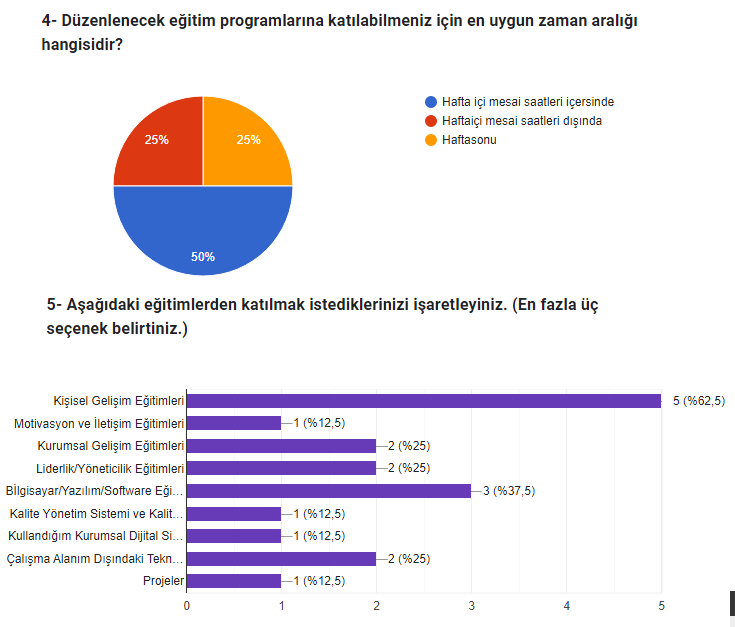 4- Düzenlenecek eğitim programlarına katılabilmeniz için en uygun zaman aralığı
hangisidir?
Hafta içi mesai saatleri içersinde
Haftaiçi mesai saatleri dışında
Haftasonu
25%
25%
50%
5- Aşağıdaki eğitimlerden katılmak istediklerinizi işaretleyiniz. (En fazla üç
seçenek belirtiniz.)
Kişisel Gelişim Eğitimleri 5 (%62,5)
Motivasyon ve İletişim Eğitimleri 1 (%12,5)
Kurumsal Gelişim Eğitimleri 2 (%25)
Liderlik/Yöneticilik Eğitimleri 2 (%25)
Bİlgisayar/Yazılım/Software Eği... 3 (%37,5)
Kalite Yönetim Sistemi ve Kalit... 1 (%12,5)
Kullandığım Kurumsal Dijital Si... 1 (%12,5)
Çalışma Alanım Dışındaki Tekn... 2 (%25)
Projeler 1 (%12,5)
0 1 2 3 4 5